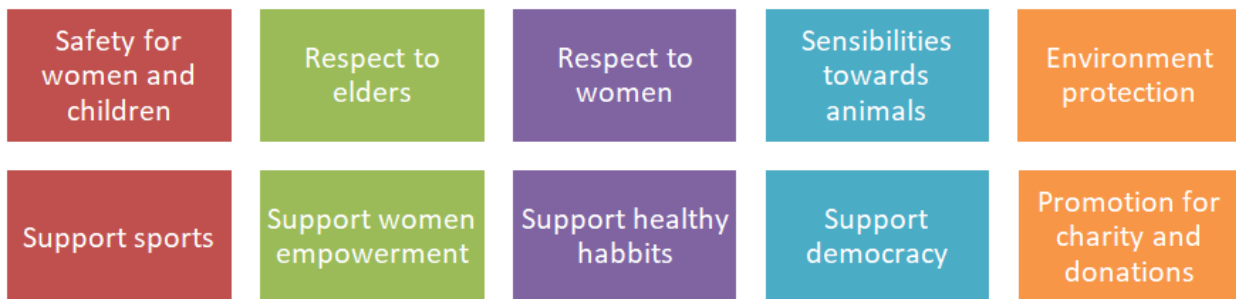 Safety for
women and
children
Respect to
elders
Respect to
women
Sensibilities
towards
animals
Environment
protection
Support sports
Support women
empowerment
Support healthy
habbits
Support
democracy
Promotion for
charity and
donations